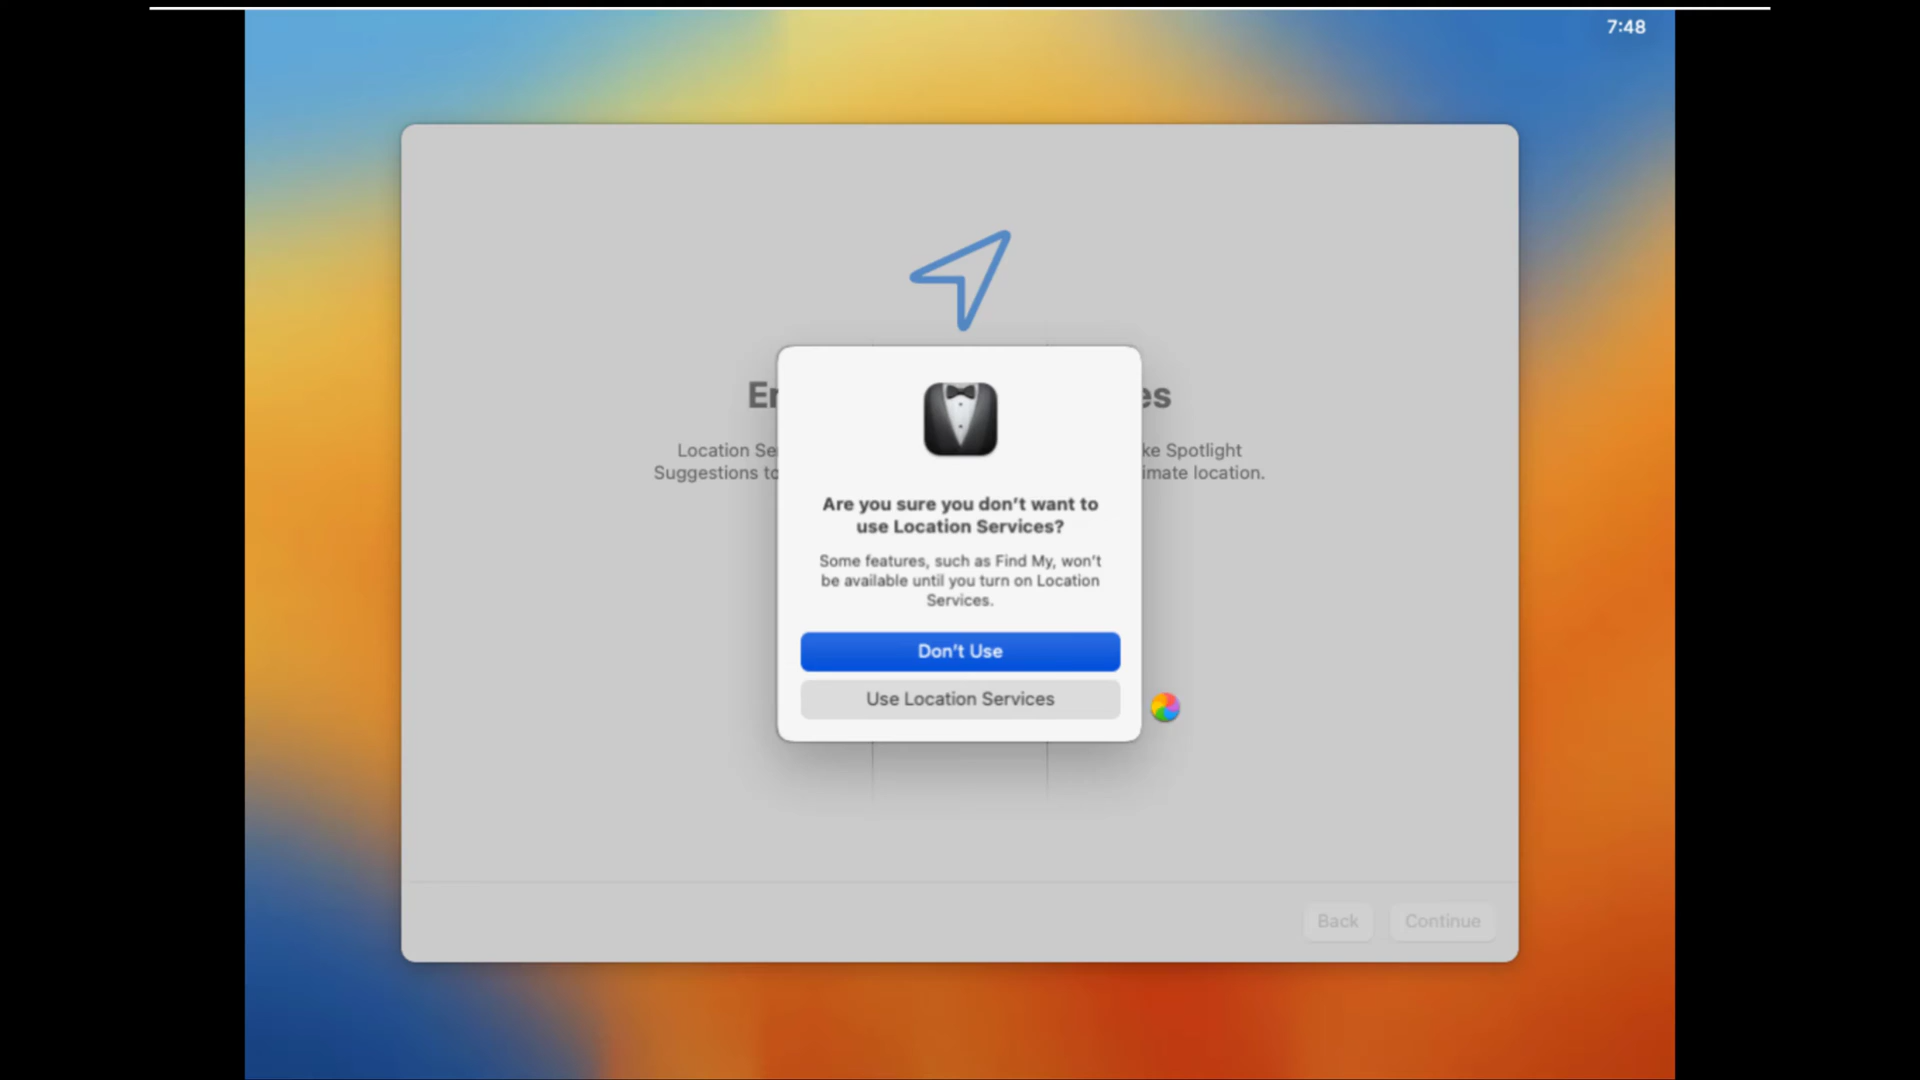 7:48
Location Se
ke Spotlight
Suggestions to
imate location.
Are you sure you don't want to
use Location Services?
Some features, such as Find My, won't
be available until you turn on Location
Services.
Don't Use
Use Location Services
Back
Continue